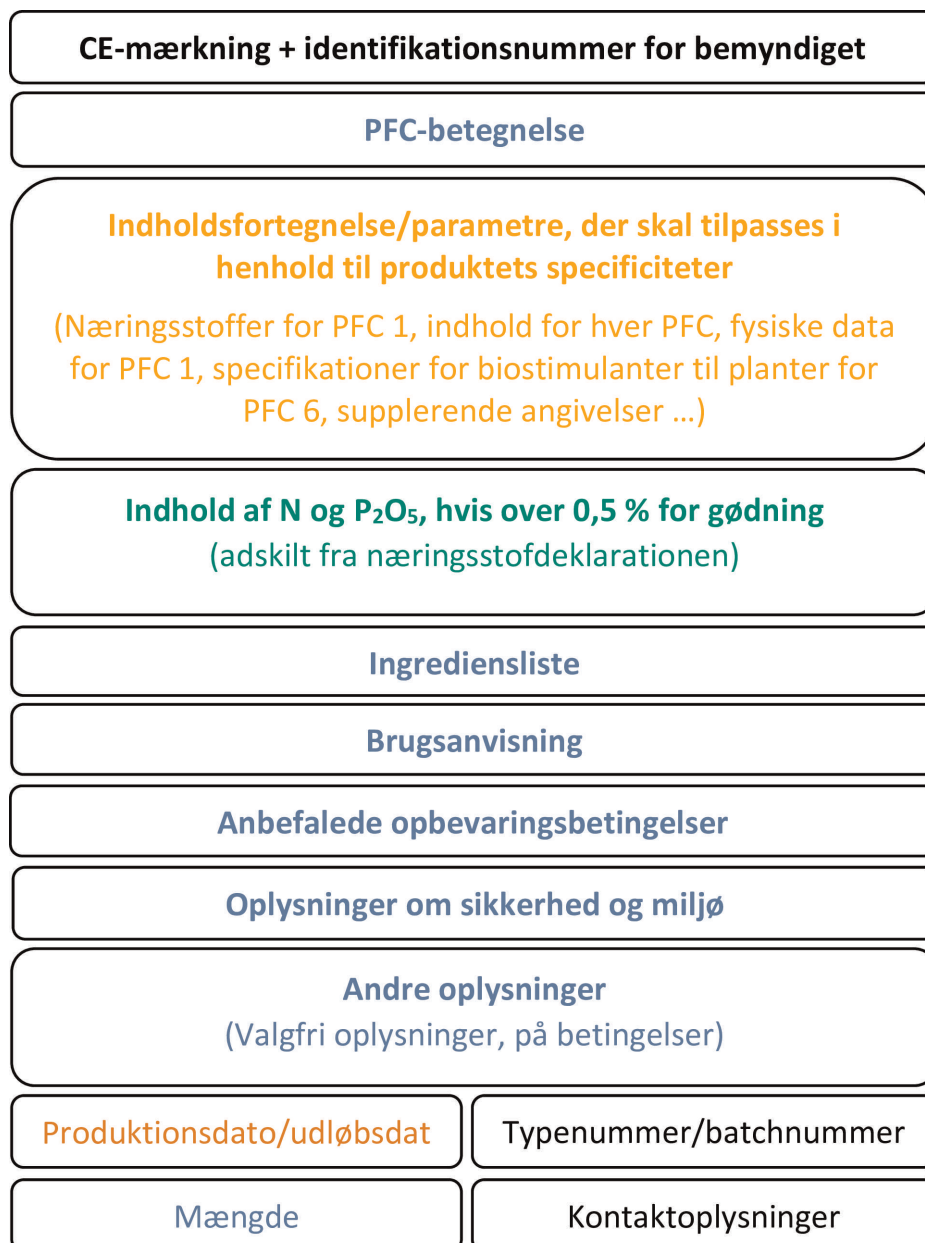 CE-mærkning + identifikationsnummer for bemyndiget
PFC-betegnelse
Indholdsfortegnelse/parametre, der skal tilpasses i
henhold til produktets specificiteter
(Næringsstoffer for PFC 1, indhold for hver PFC, fysiske data
for PFC 1, specifikationer for biostimulanter til planter for
PFC 6, supplerende angivelser ...)
Indhold af N og P₂O₅, hvis over 0,5 % for gødning
(adskilt fra næringsstofdeklarationen)
Ingrediensliste
Brugsanvisning
Anbefalede opbevaringsbetingelser
Oplysninger om sikkerhed og miljø
Andre oplysninger
(Valgfri oplysninger, på betingelser)
Produktionsdato/udløbsdat
Typenummer/batchnummer
Mængde
Kontaktoplysninger